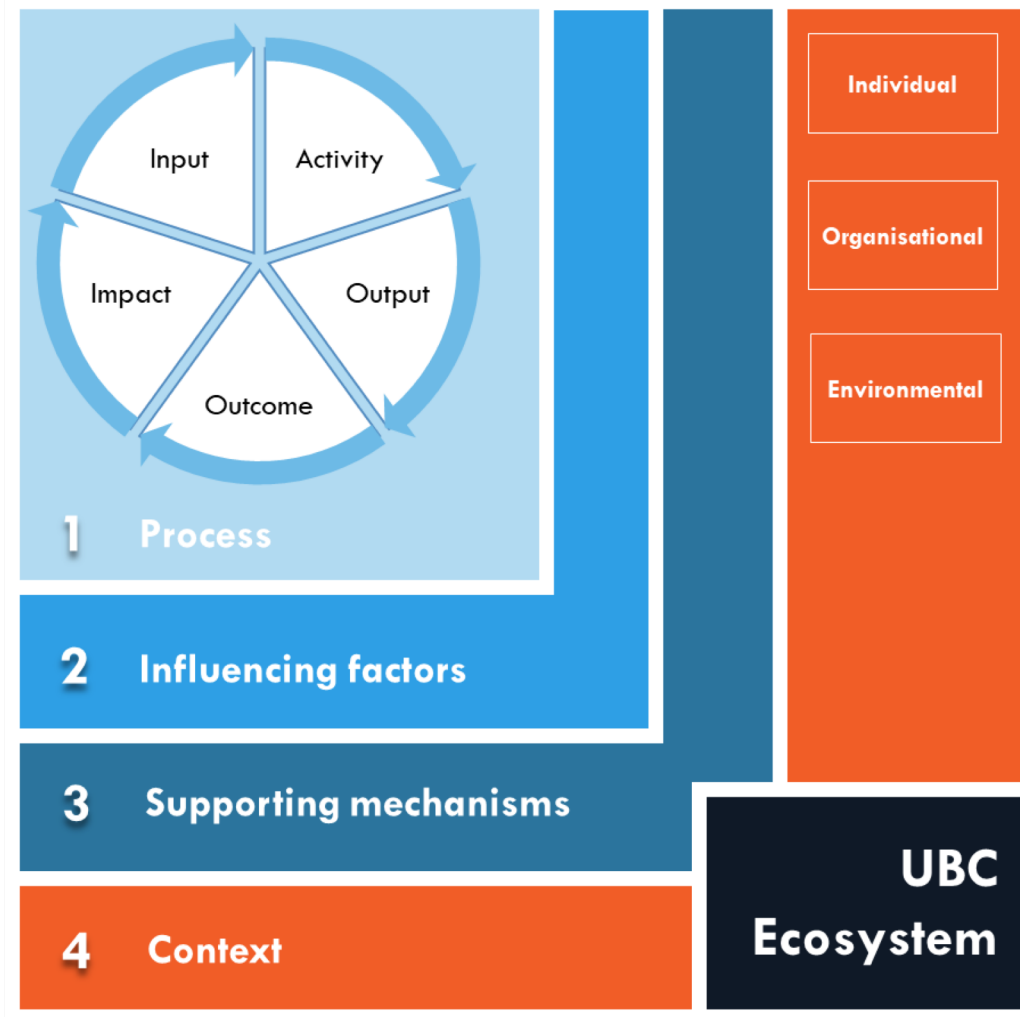 Input
Activity
Impact
Output
Outcome
1 Process
2 Influencing factors
3 Supporting mechanisms
4 Context
Individual
Organisational
Environmental
UBC
Ecosystem